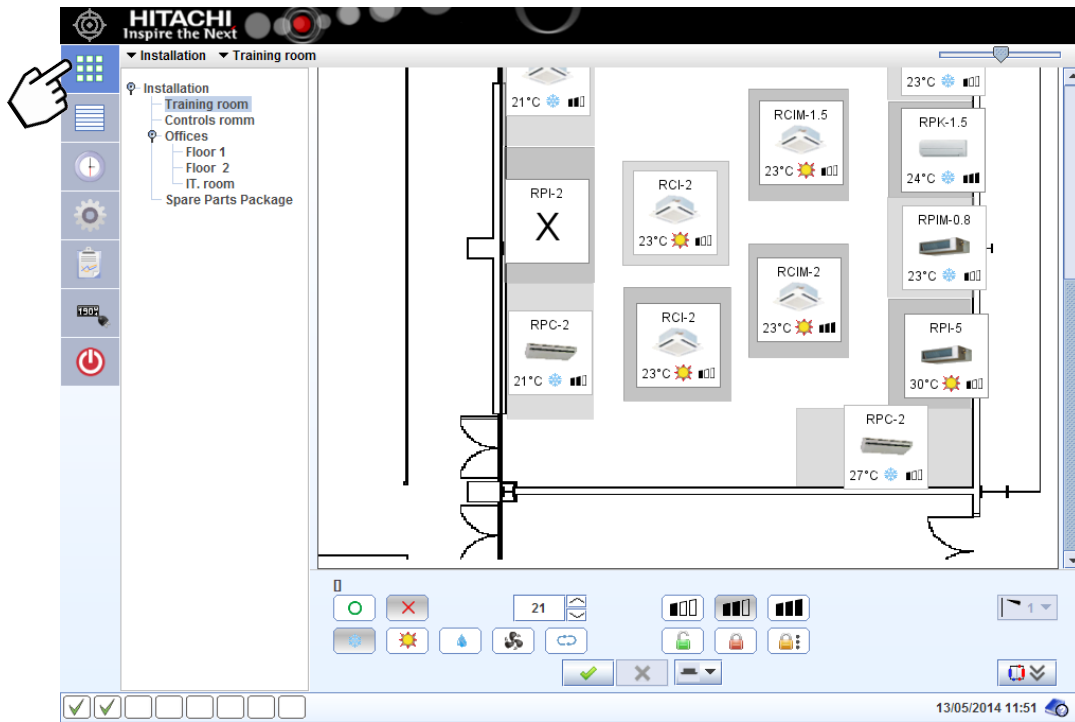 HITACHI
Inspire the Next
Installation
Training room
Installation
Training room
Controls romm
Offices
Floor 1
Floor 2
IT. room
Spare Parts Package
21°C
23°C
RCIM-1.5
23°C
RPK-1.5
24°C
RPI-2
X
RCI-2
23°C
RPIM-0.8
23°C
RCIM-2
23°C
RPC-2
21°C
RCI-2
23°C
RPI-5
30°C
RPC-2
27°C
[]
21
1
13/05/2014 11:51